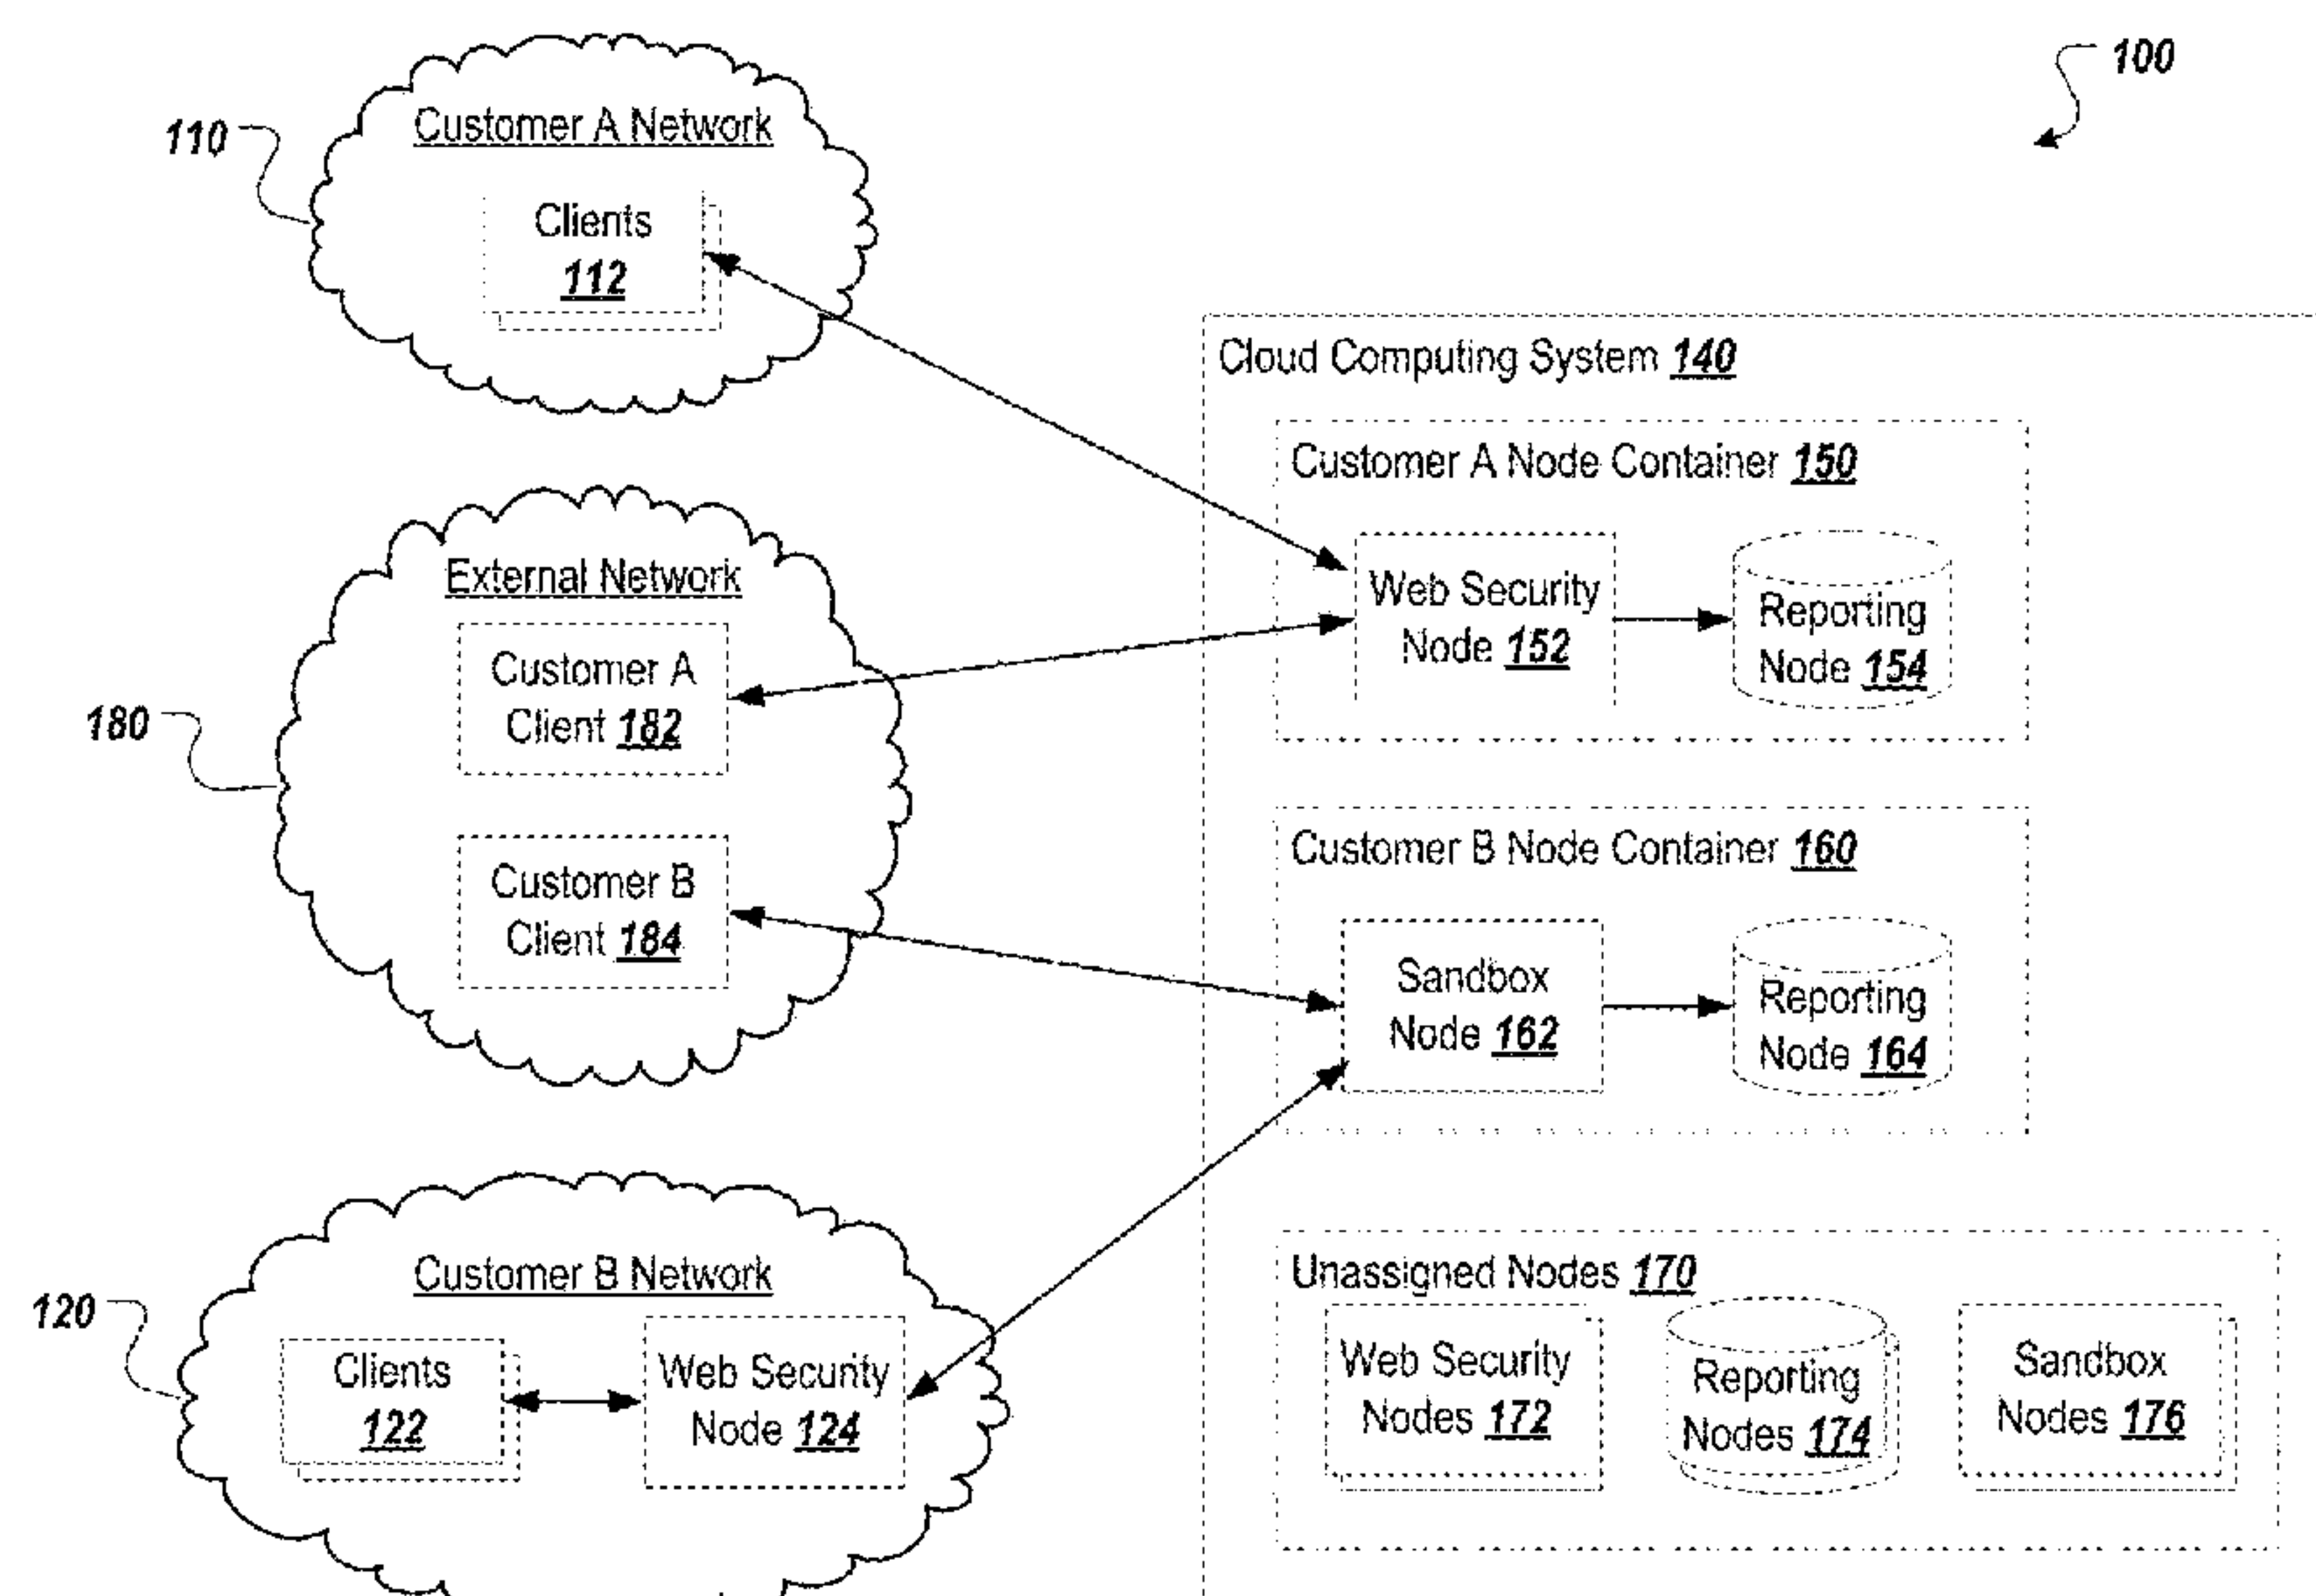 100
110
Customer A Network
Clients
112
Cloud Computing System 140
Customer A Node Container 150
Web Security
Node 152
Reporting
Node 154
180
External Network
Customer A
Client 182
Customer B
Client 184
Customer B Node Container 160
Sandbox
Node 162
Reporting
Node 164
120
Customer B Network
Clients
122
Web Security
Node 124
Unassigned Nodes 170
Web Security
Nodes 172
Reporting
Nodes 174
Sandbox
Nodes 176